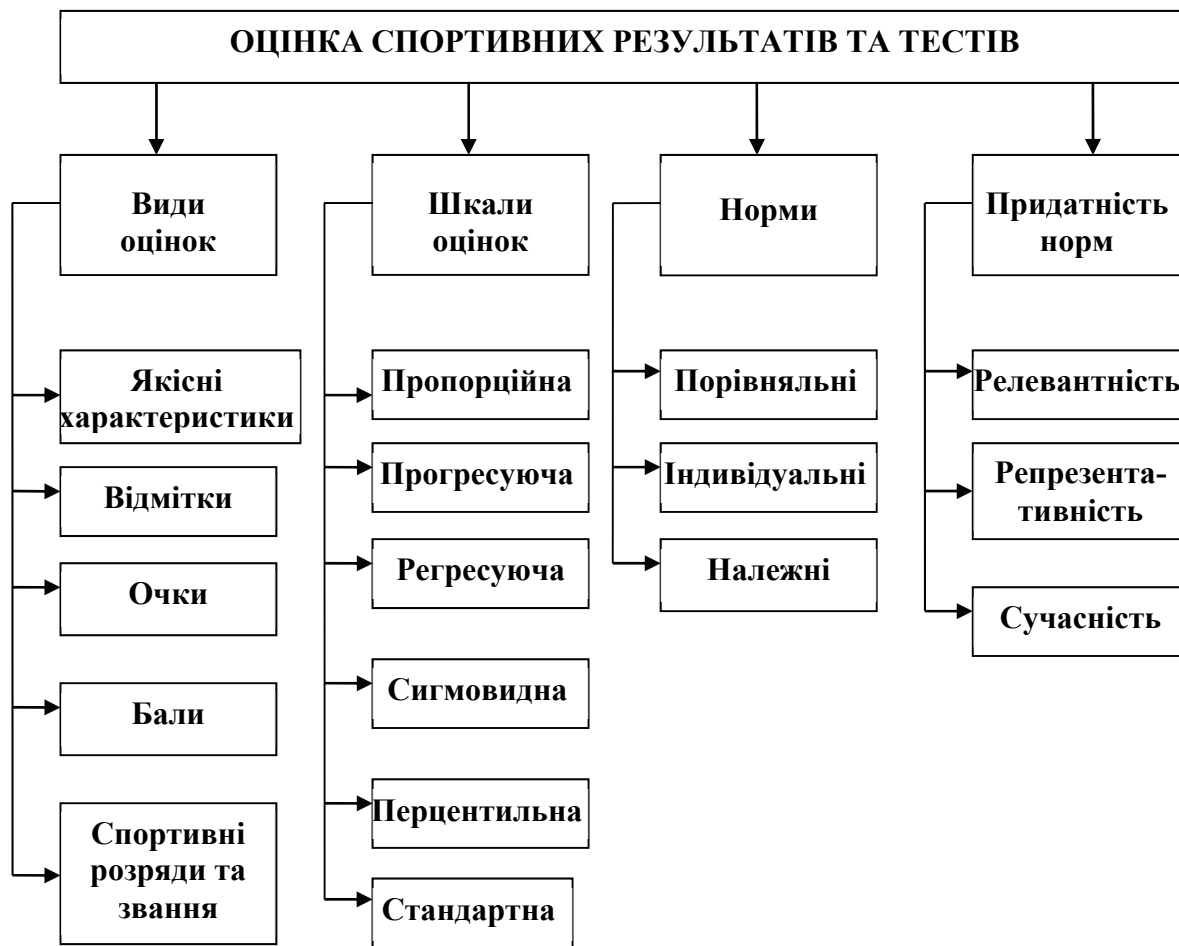 ОЦІНКА СПОРТИВНИХ РЕЗУЛЬТАТІВ ТА ТЕСТІВ
Види
оцінок
Шкали
оцінок
Норми
Придатність
норм
Якісні
характеристики
Відмітки
Очки
Бали
Спортивні
розряди та
звання
Пропорційна
Прогресуюча
Регресуюча
Сигмовидна
Перцентильна
Стандартна
Порівняльні
Індивідуальні
Належні
Релевантність
Репрезента-
тивність
Сучасність